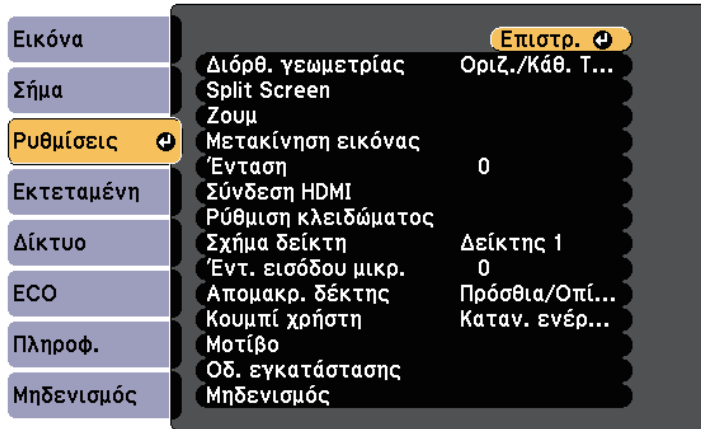 Εικόνα
Σήμα
Ρυθμίσεις
Εκτεταμένη
Δίκτυο
ECO
Πληροφ.
Μηδενισμός
Επιστρ.
Διόρθ. γεωμετρίας Οριζ./Κάθ. Τ...
Split Screen
Ζουμ
Μετακίνηση εικόνας
Ένταση 0
Σύνδεση HDMI
Ρύθμιση κλειδώματος
Σχήμα δείκτη Δείκτης 1
Έντ. εισόδου μικρ. 0
Απομακρ. δέκτης Πρόσθια/Οπί...
Κουμπί χρήστη Καταν. ενέρ...
Μοτίβο
Οδ. εγκατάστασης
Μηδενισμός